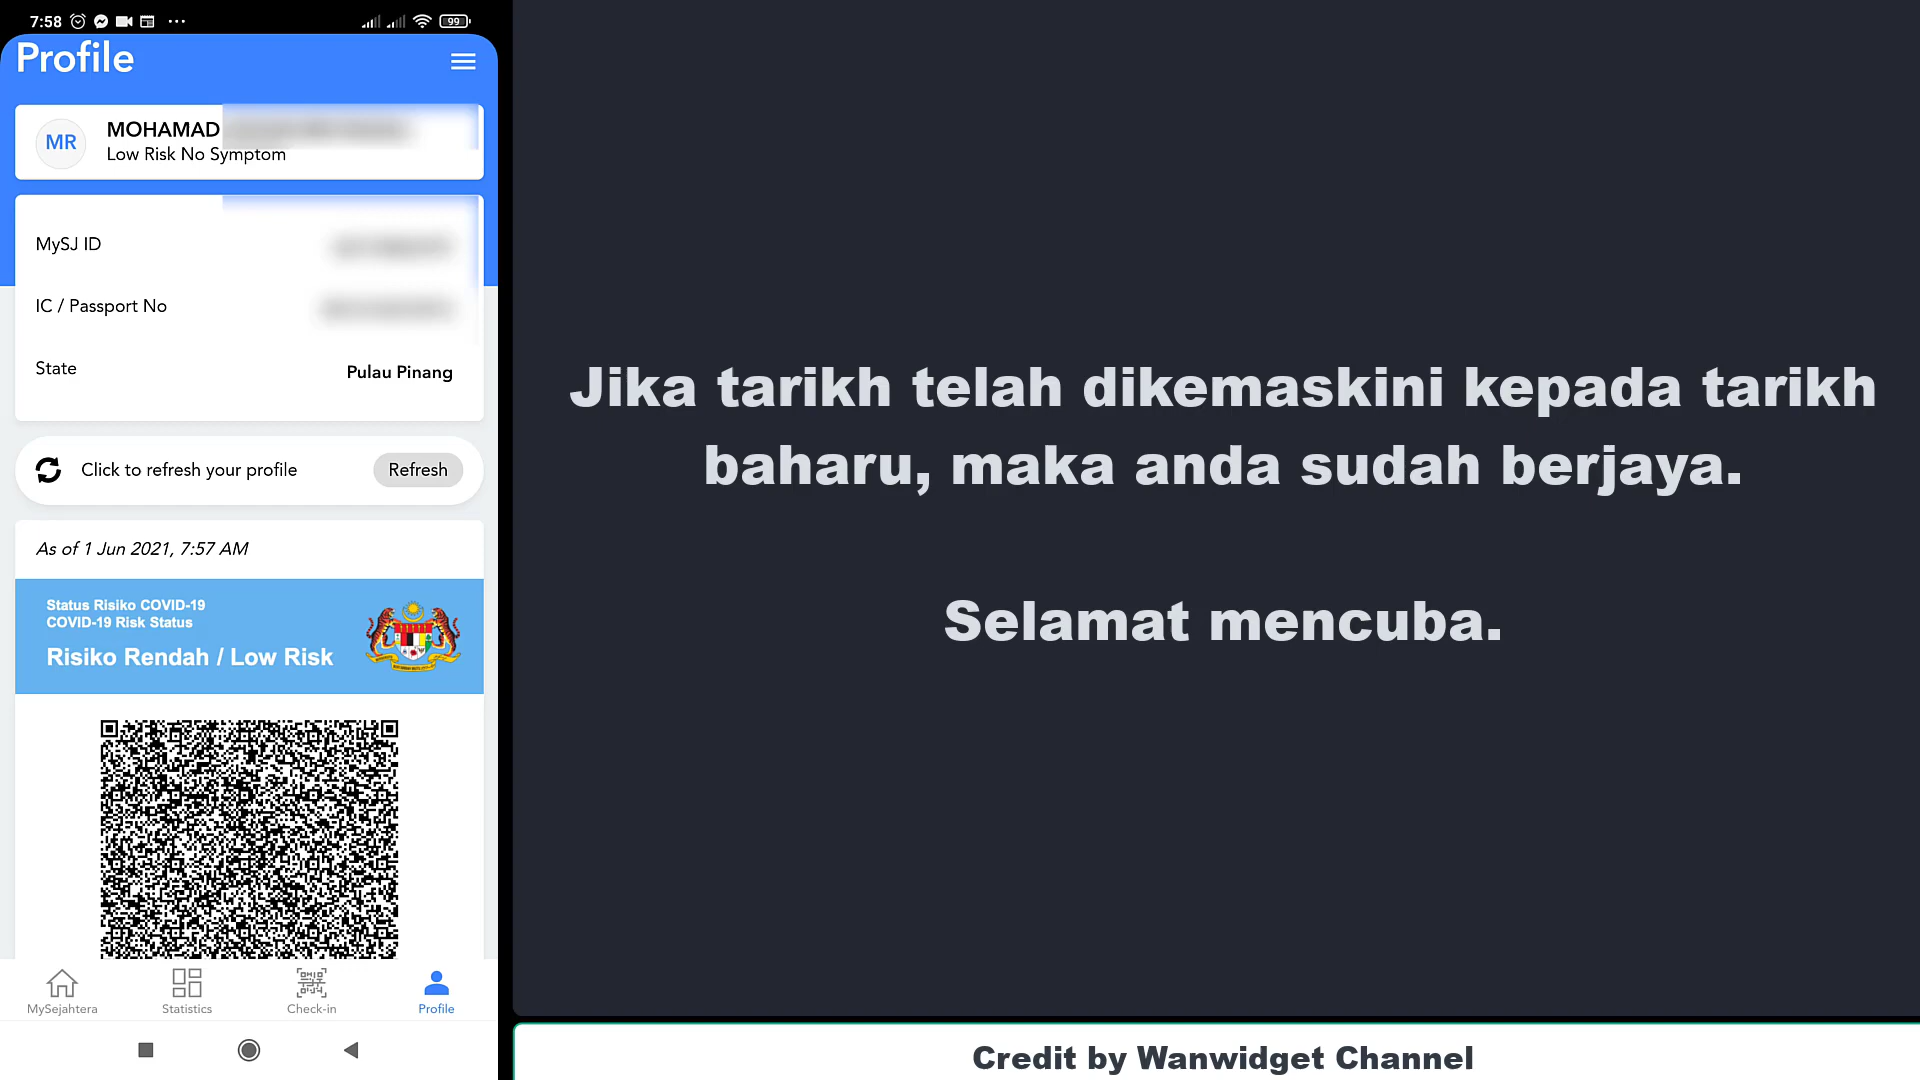 7:58
99
Profile
MR
MOHAMAD
Low Risk No Symptom
MySJ ID
IC / Passport No
State
Pulau Pinang
Click to refresh your profile
Refresh
As of 1 Jun 2021, 7:57 AM
Status Risiko COVID-19
COVID-19 Risk Status
Risiko Rendah / Low Risk
MySejahtera
Statistics
Check-in
Profile
Jika tarikh telah dikemaskini kepada tarikh
baharu, maka anda sudah berjaya.
Selamat mencuba.
Credit by Wanwidget Channel